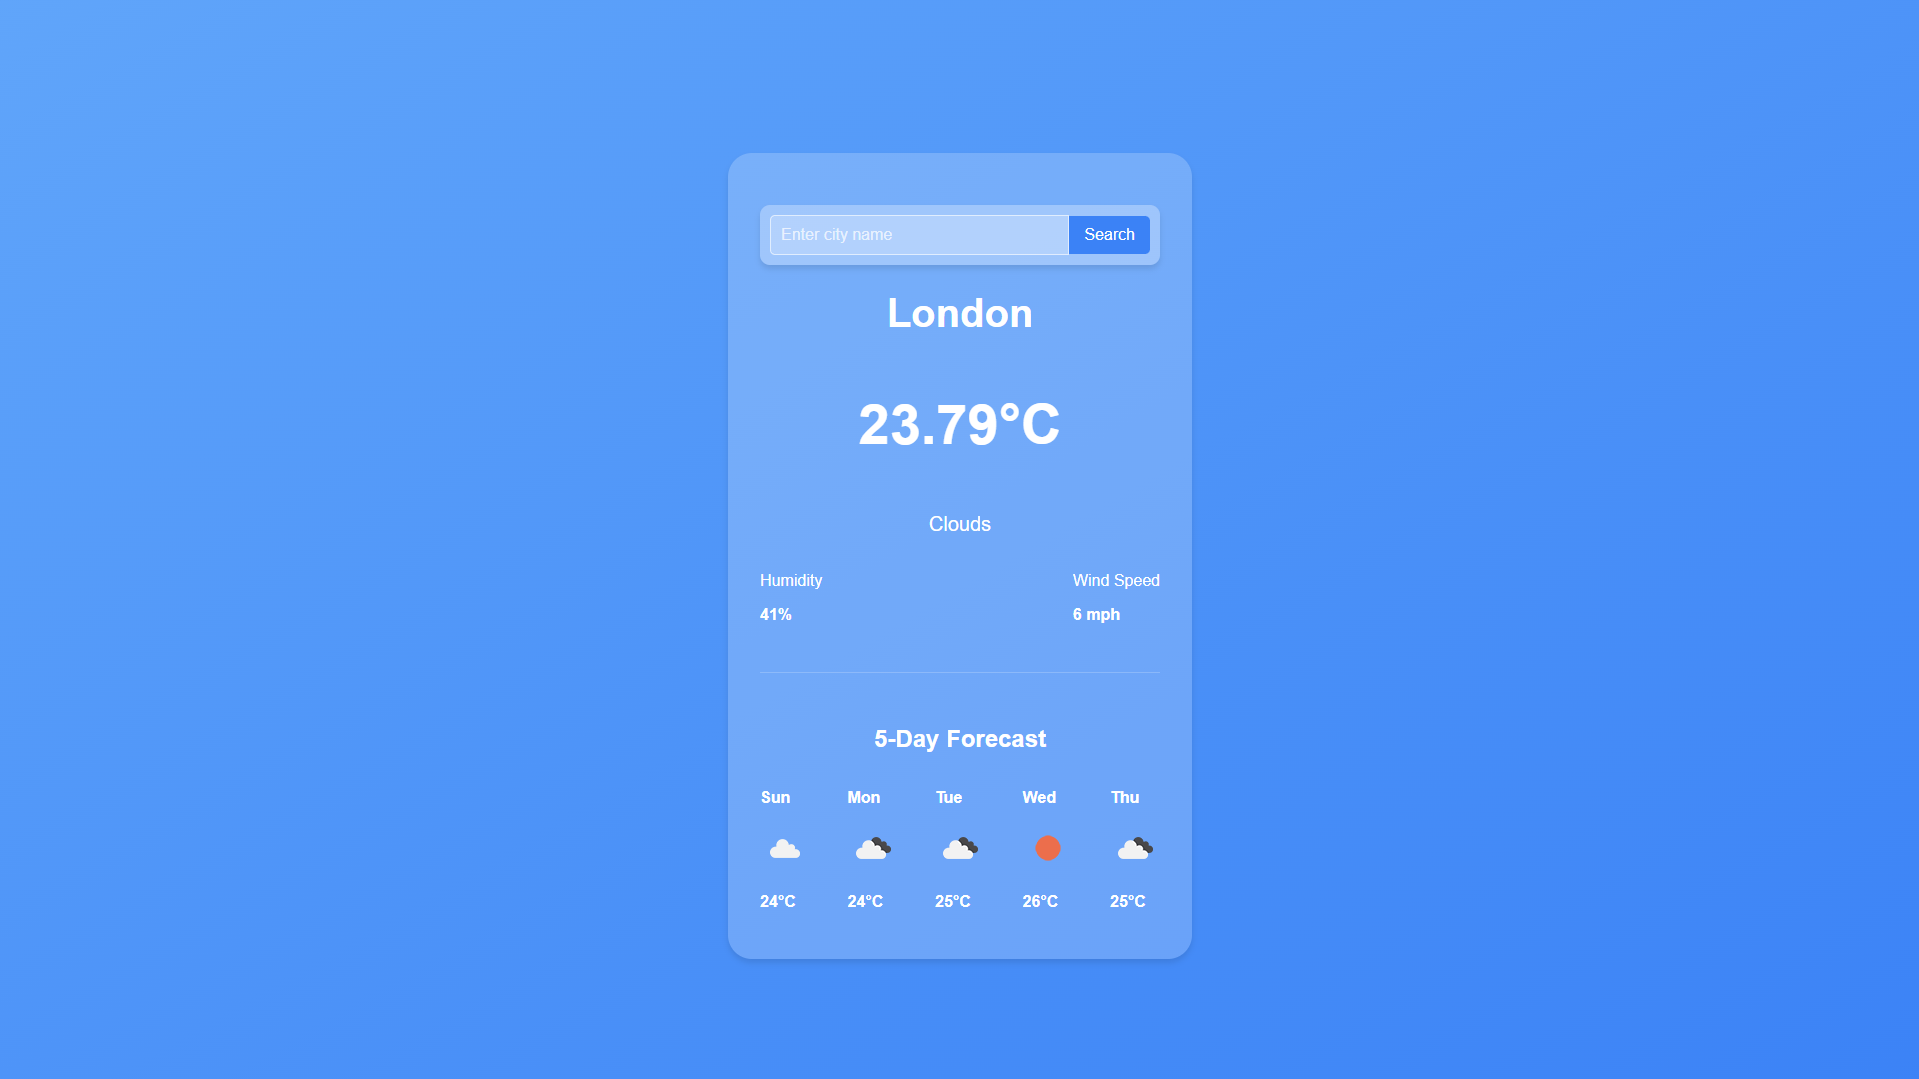 Enter city name Search
London
23.79°C
Clouds
Humidity Wind Speed
41% 6 mph
5-Day Forecast
Sun Mon Tue Wed Thu
24°C 24°C 25°C 26°C 25°C